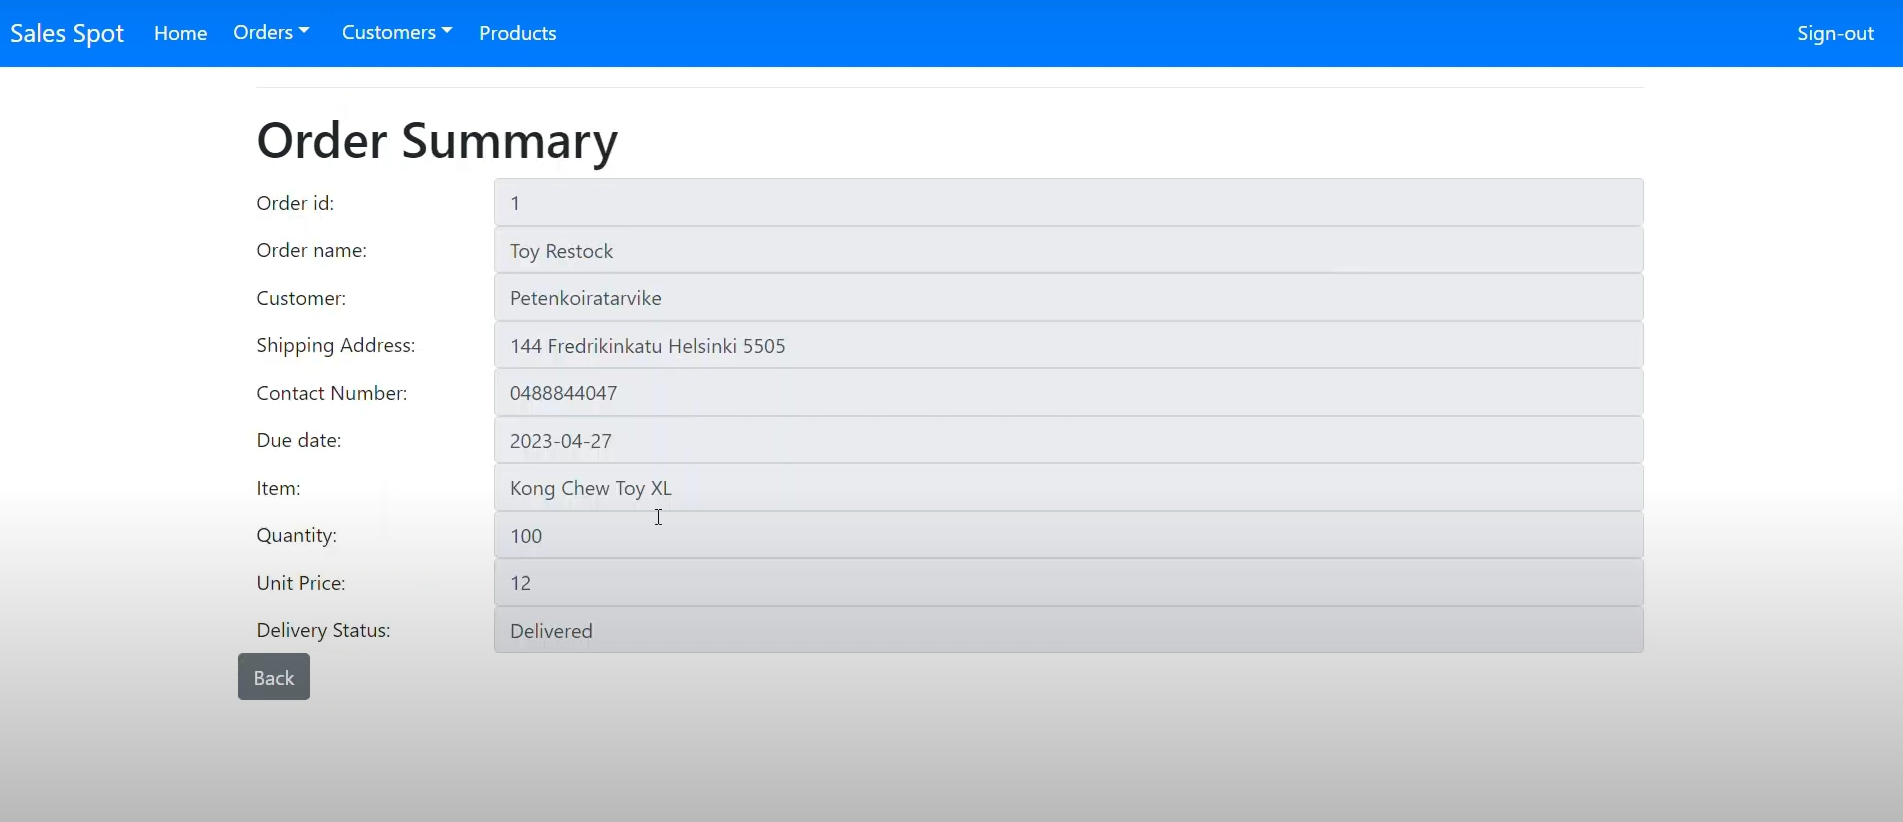 Sales Spot Home Orders Customers Products Sign-out
Order Summary
Order id: 1
Order name: Toy Restock
Customer: Petenkoiratarvike
Shipping Address: 144 Fredrikinkatu Helsinki 5505
Contact Number: 0488844047
Due date: 2023-04-27
Item: Kong Chew Toy XL
Quantity: 100
Unit Price: 12
Delivery Status: Delivered
Back